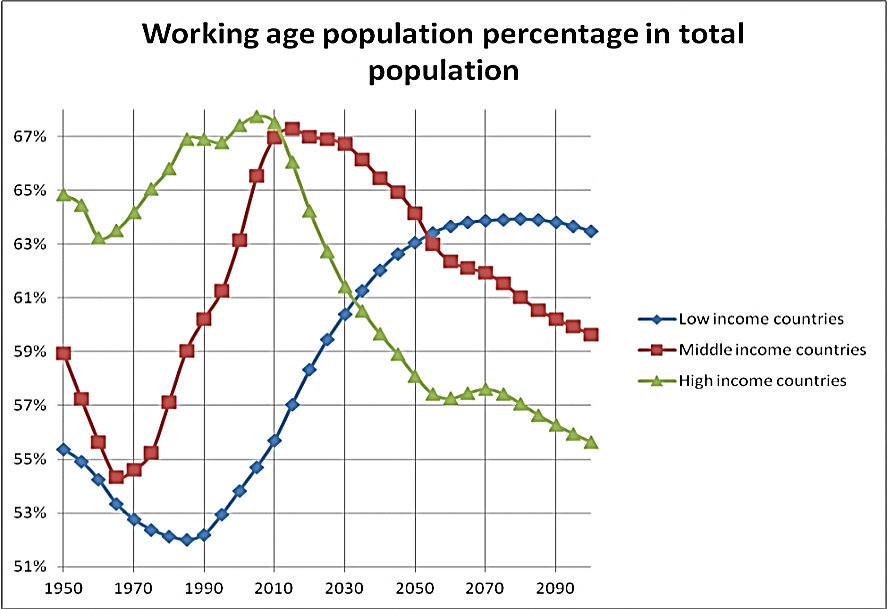 Working age population percentage in total
population
67%
65%
63%
61%
59%
57%
55%
53%
51%
1950 1970 1990 2010 2030 2050 2070 2090
Low income countries
Middle income countries
High income countries